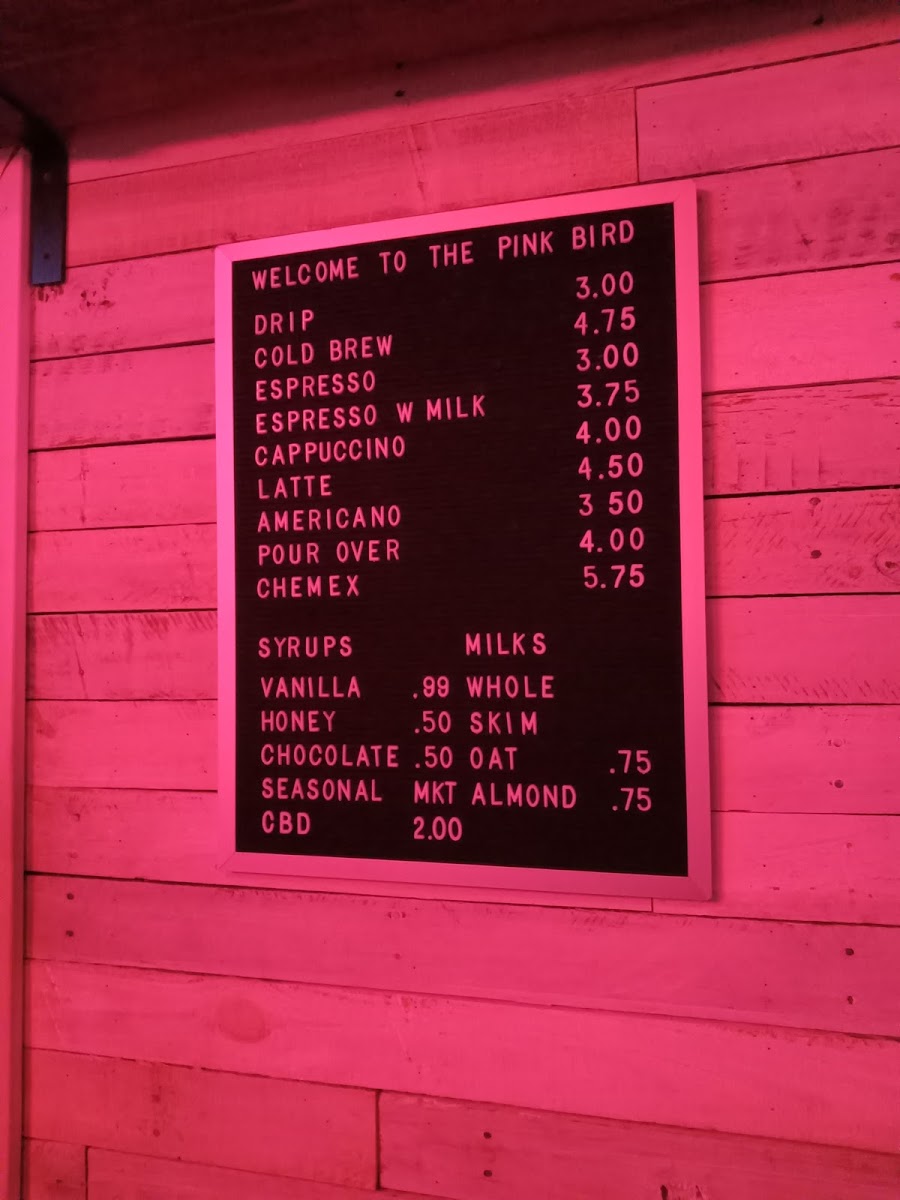 WELCOME TO THE PINK BIRD
DRIP 3.00
COLD BREW 4.75
ESPRESSO 3.00
ESPRESSO W MILK 3.75
CAPPUCCINO 4.00
LATTE 4.50
AMERICANO 3 50
POUR OVER 4.00
CHEMEX 5.75
SYRUPS MILKS
VANILLA .99 WHOLE
HONEY .50 SKIM
CHOCOLATE .50 OAT .75
SEASONAL MKT ALMOND .75
CBD 2.00